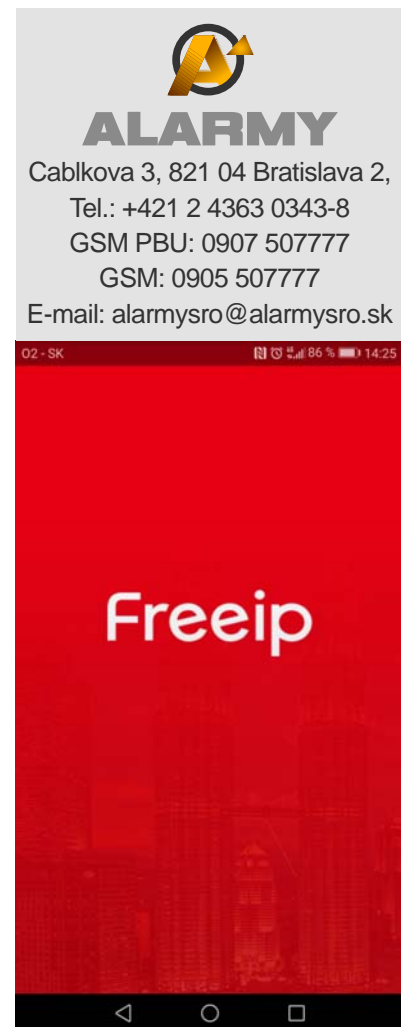 ALARMY
Cablkova 3, 821 04 Bratislava 2,
Tel.: +421 2 4363 0343-8
GSM PBU: 0907 507777
GSM: 0905 507777
E-mail: alarmysro@alarmysro.sk
O2 - SK 86 % 14:25
Freeip